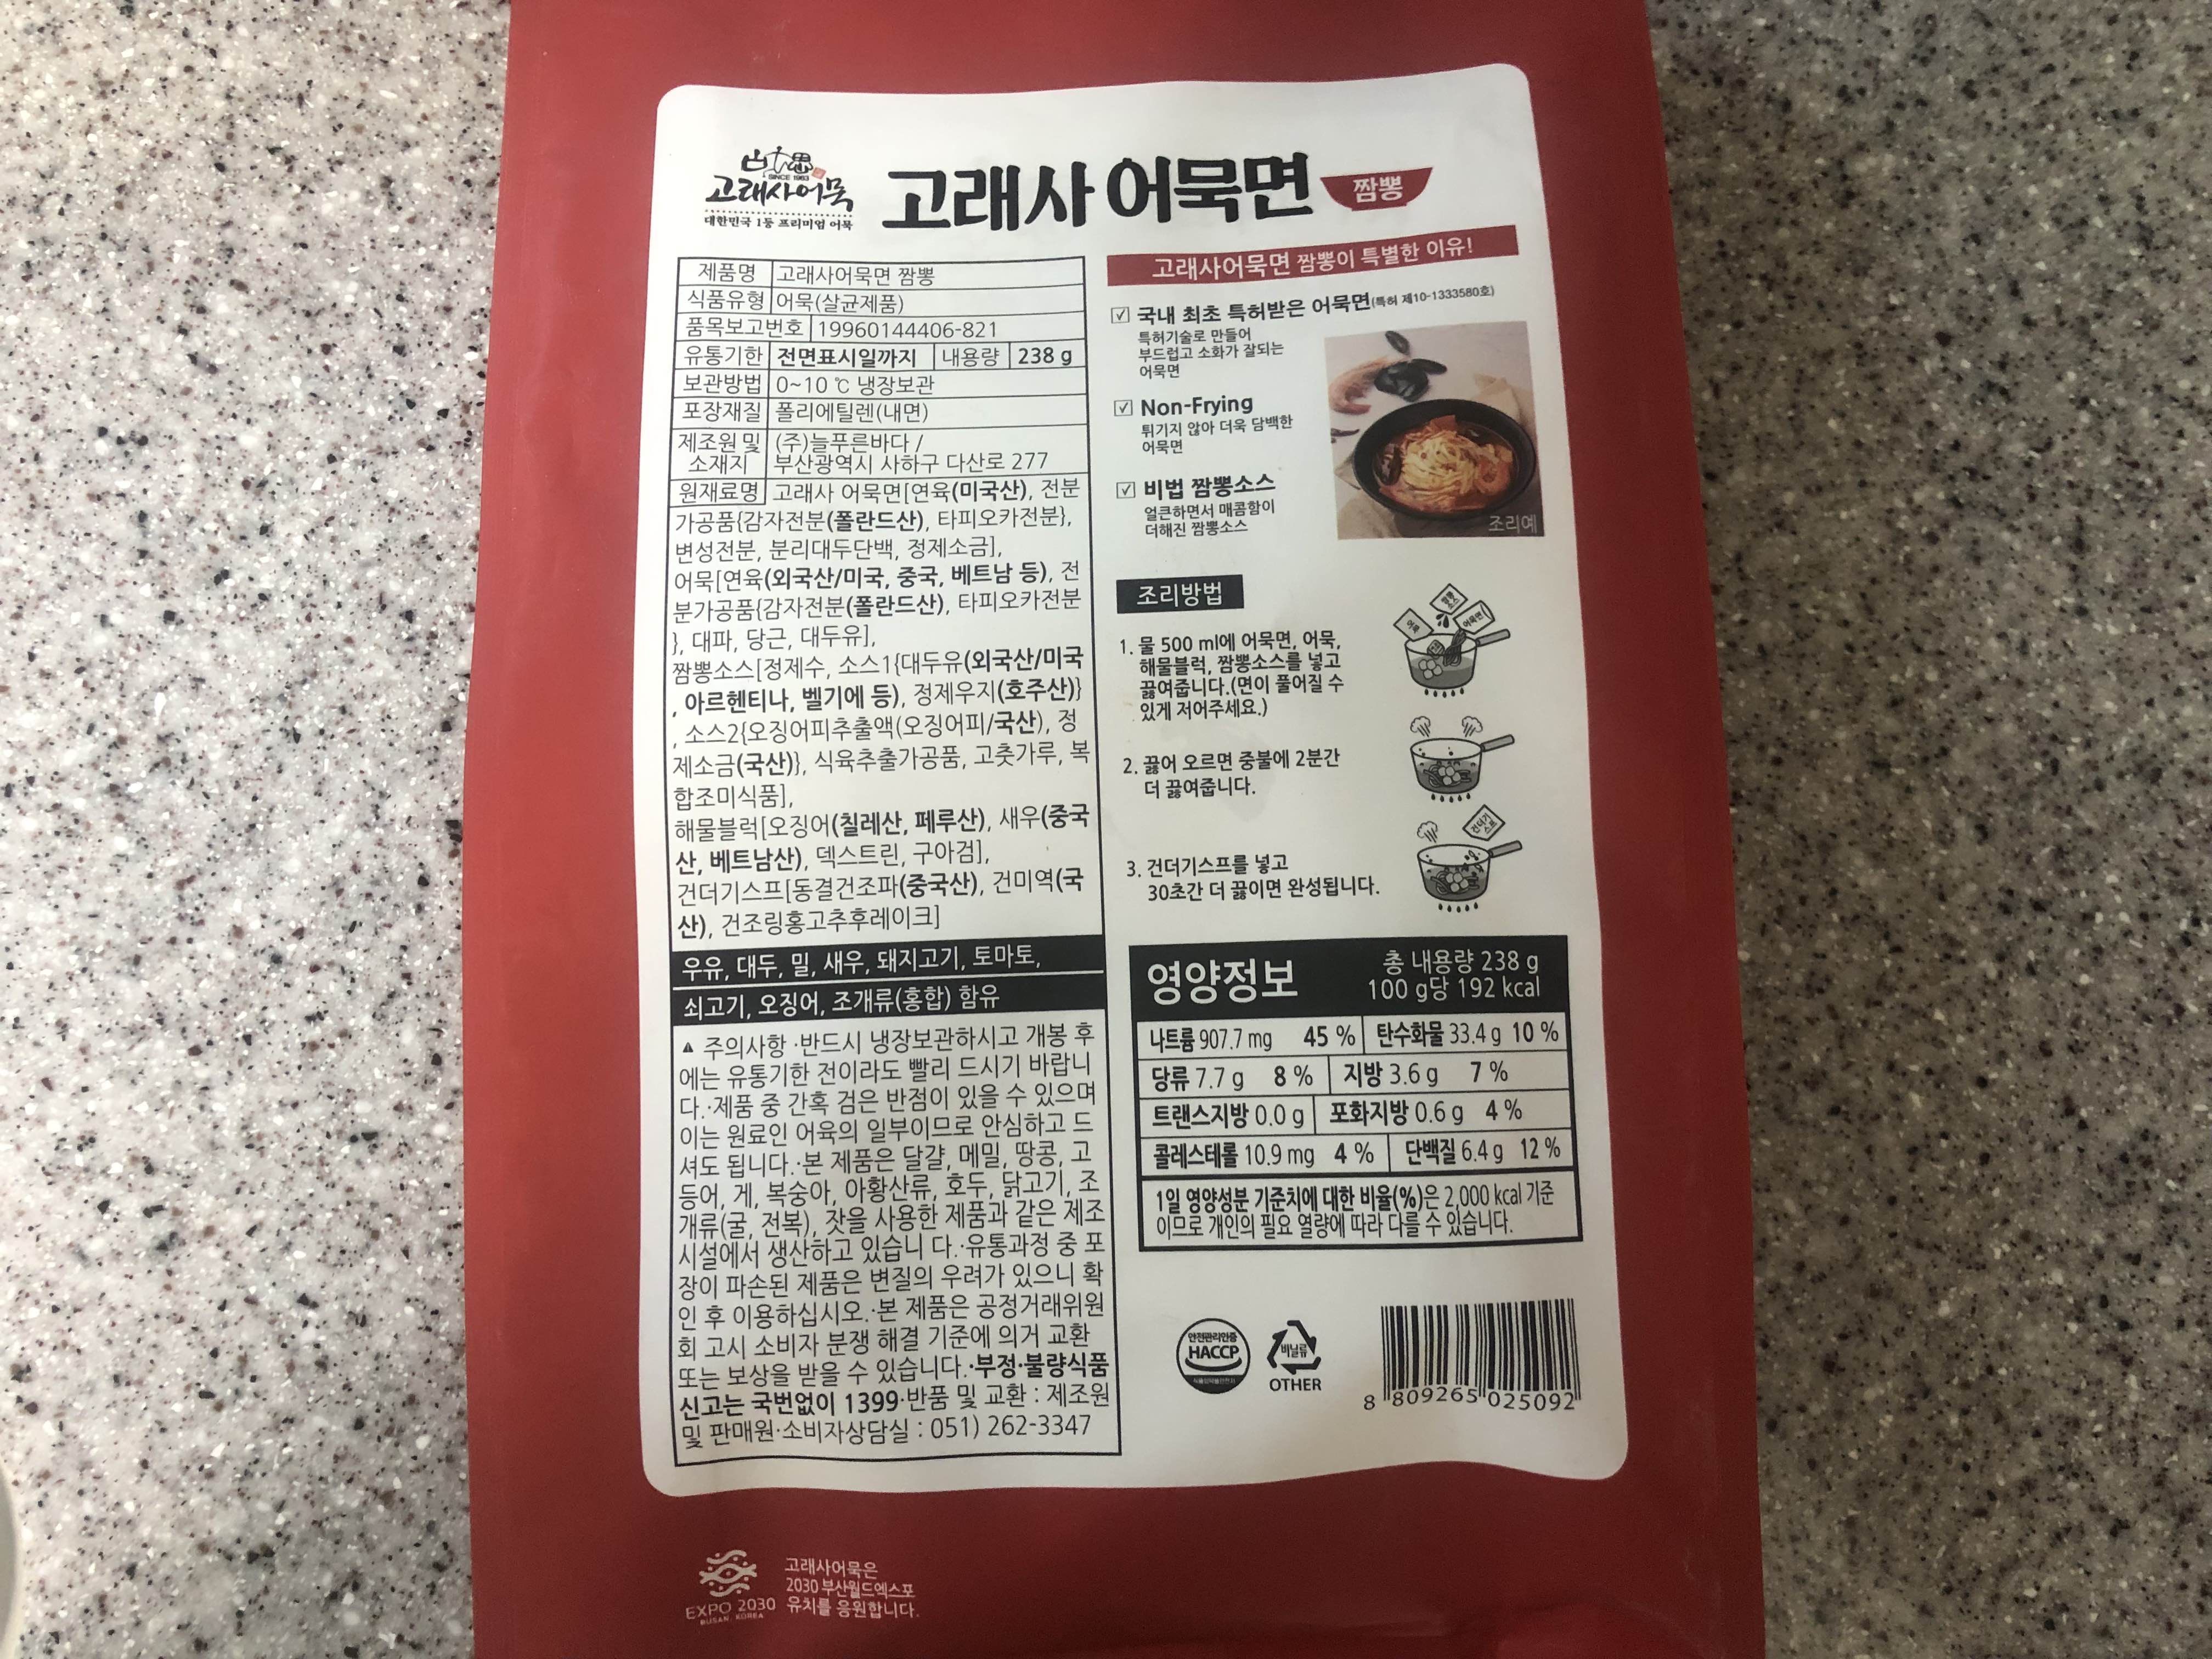 SINCE 1963
고래사어묵
대한민국 1등 프리미엄 어묵
고래사 어묵면 짬뽕
제품명 고래사어묵면 짬뽕
식품유형 어묵(살균제품)
품목보고번호 19960144406-821
유통기한 전면표시일까지 내용량 238 g
보관방법 0~10 ℃ 냉장보관
포장재질 폴리에틸렌(내면)
제조원 및 (주)늘푸른바다 /
소재지 부산광역시 사하구 다산로 277
원재료명 고래사 어묵면[연육(미국산), 전분
가공품{감자전분(폴란드산), 타피오카전분},
변성전분, 분리대두단백, 정제소금],
어묵[연육(외국산/미국, 중국, 베트남 등), 전
분가공품{감자전분(폴란드산), 타피오카전분
}, 대파, 당근, 대두유],
짬뽕소스[정제수, 소스1{대두유(외국산/미국
, 아르헨티나, 벨기에 등), 정제우지(호주산)}
, 소스2{오징어피추출액(오징어피/국산), 정
제소금(국산)}, 식육추출가공품, 고춧가루, 복
합조미식품],
해물블럭[오징어(칠레산, 페루산), 새우(중국
산, 베트남산), 덱스트린, 구아검],
건더기스프[동결건조파(중국산), 건미역(국
산), 건조링홍고추후레이크]
우유, 대두, 밀, 새우, 돼지고기, 토마토,
쇠고기, 오징어, 조개류(홍합) 함유
▲ 주의사항 ·반드시 냉장보관하시고 개봉 후
에는 유통기한 전이라도 빨리 드시기 바랍니
다.·제품 중 간혹 검은 반점이 있을 수 있으며
이는 원료인 어육의 일부이므로 안심하고 드
셔도 됩니다.·본 제품은 달걀, 메밀, 땅콩, 고
등어, 게, 복숭아, 아황산류, 호두, 닭고기, 조
개류(굴, 전복), 잣을 사용한 제품과 같은 제조
시설에서 생산하고 있습니 다.·유통과정 중 포
장이 파손된 제품은 변질의 우려가 있으니 확
인 후 이용하십시오.·본 제품은 공정거래위원
회 고시 소비자 분쟁 해결 기준에 의거 교환
또는 보상을 받을 수 있습니다.·부정·불량식품
신고는 국번없이 1399·반품 및 교환 : 제조원
및 판매원·소비자상담실 : 051) 262-3347
고래사어묵면 짬뽕이 특별한 이유!
국내 최초 특허받은 어묵면(특허 제10-1333580호)
특허기술로 만들어
부드럽고 소화가 잘되는
어묵면
Non-Frying
튀기지 않아 더욱 담백한
어묵면
비법 짬뽕소스
얼큰하면서 매콤함이
더해진 짬뽕소스
조리예
조리방법
1. 물 500 ml에 어묵면, 어묵,
해물블럭, 짬뽕소스를 넣고
끓여줍니다.(면이 풀어질 수
있게 저어주세요.)
어묵
짬뽕소스
어묵면
2. 끓어 오르면 중불에 2분간
더 끓여줍니다.
3. 건더기스프를 넣고
30초간 더 끓이면 완성됩니다.
건더기
스프
영양정보
총 내용량 238 g
100 g당 192 kcal
나트륨 907.7 mg 45 % 탄수화물 33.4 g 10 %
당류 7.7 g 8 % 지방 3.6 g 7 %
트랜스지방 0.0 g 포화지방 0.6 g 4 %
콜레스테롤 10.9 mg 4 % 단백질 6.4 g 12 %
1일 영양성분 기준치에 대한 비율(%)은 2,000 kcal 기준
이므로 개인의 필요 열량에 따라 다를 수 있습니다.
안전관리인증
HACCP
비닐류
OTHER
8 809265 025092
EXPO 2030
BUSAN, KOREA
고래사어묵은
2030 부산월드엑스포
유치를 응원합니다.